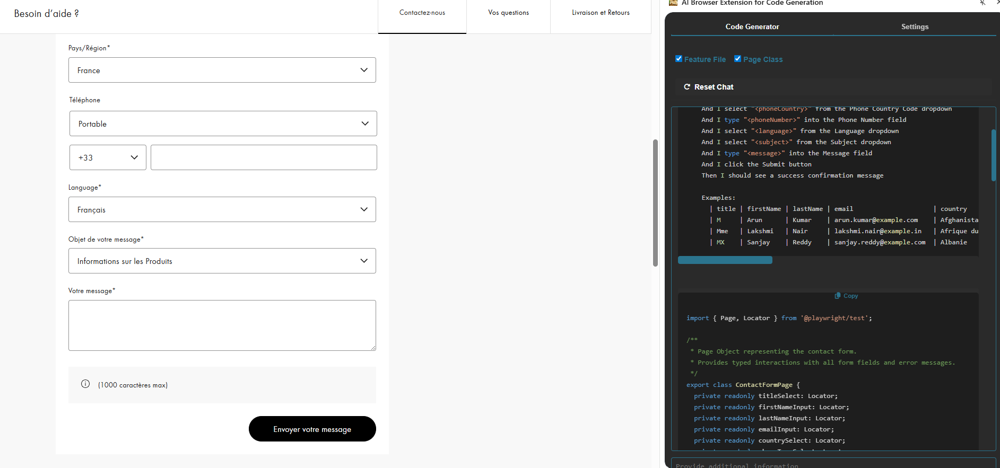 Besoin d’aide ?
Contactez-nous
Vos questions
Livraison et Retours
Pays/Région*
France
Téléphone
Portable
+33
Language*
Français
Objet de votre message*
Informations sur les Produits
Votre message*
(1000 caractères max)
Envoyer votre message
AI Browser Extension for Code Generation
Code Generator
Settings
Feature File
Page Class
Reset Chat
And I select "<phoneCountry>" from the Phone Country Code dropdown
And I type "<phoneNumber>" into the Phone Number field
And I select "<language>" from the Language dropdown
And I select "<subject>" from the Subject dropdown
And I type "<message>" into the Message field
And I click the Submit button
Then I should see a success confirmation message
Examples:
| title | firstName | lastName | email | country
| M | Arun | Kumar | arun.kumar@example.com | Afghanista
| Mme | Lakshmi | Nair | lakshmi.nair@example.in | Afrique du
| MX | Sanjay | Reddy | sanjay.reddy@example.com | Albanie
Copy
import { Page, Locator } from '@playwright/test';
/**
* Page Object representing the contact form.
* Provides typed interactions with all form fields and error messages.
*/
export class ContactFormPage {
private readonly titleSelect: Locator;
private readonly firstNameInput: Locator;
private readonly lastNameInput: Locator;
private readonly emailInput: Locator;
private readonly countrySelect: Locator;
Provide additional information